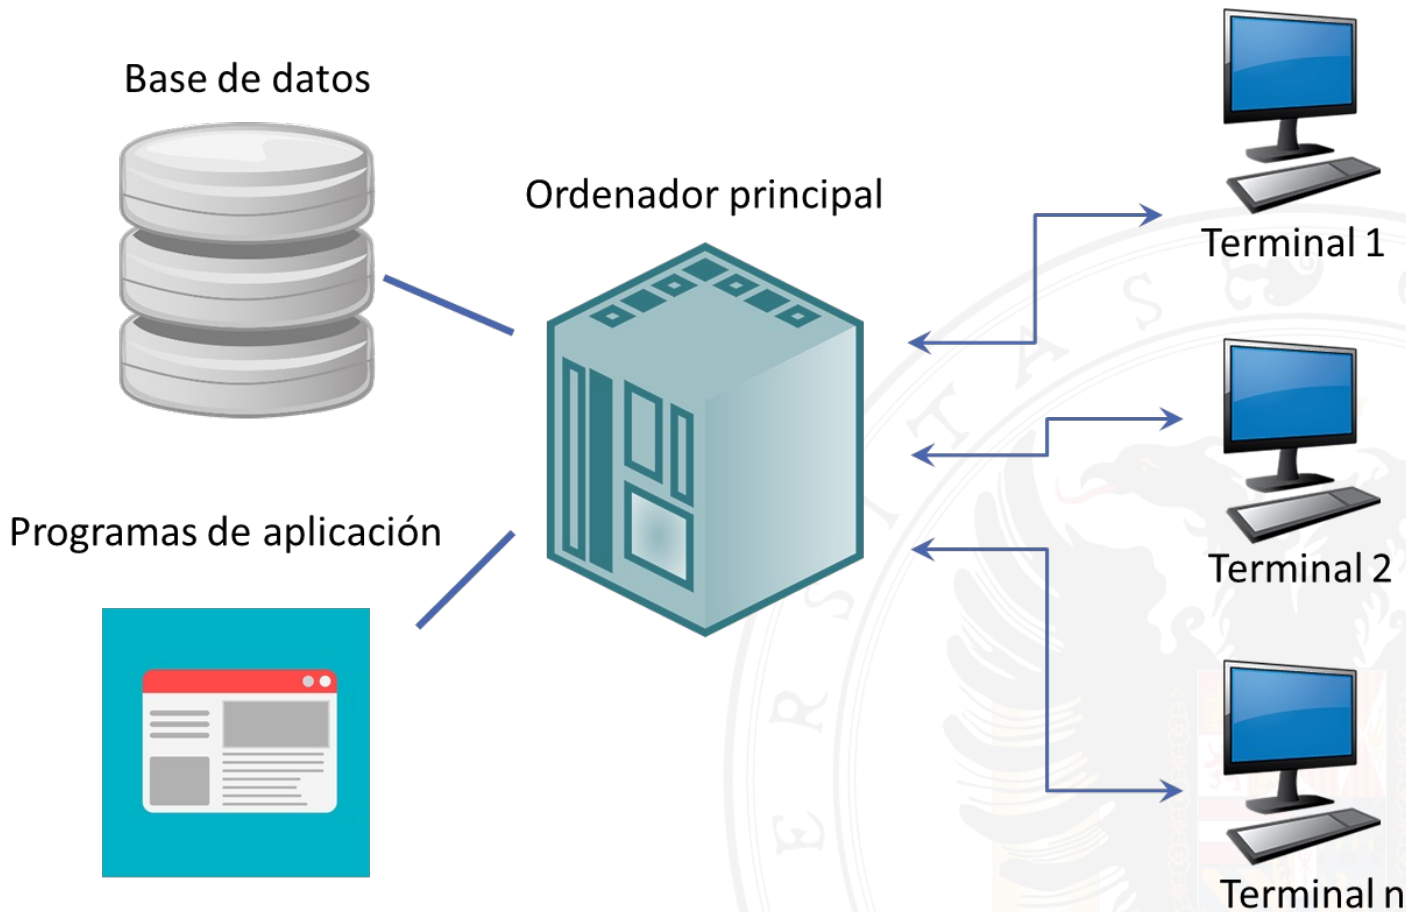 Base de datos
Ordenador principal
Programas de aplicación
Terminal 1
Terminal 2
Terminal n